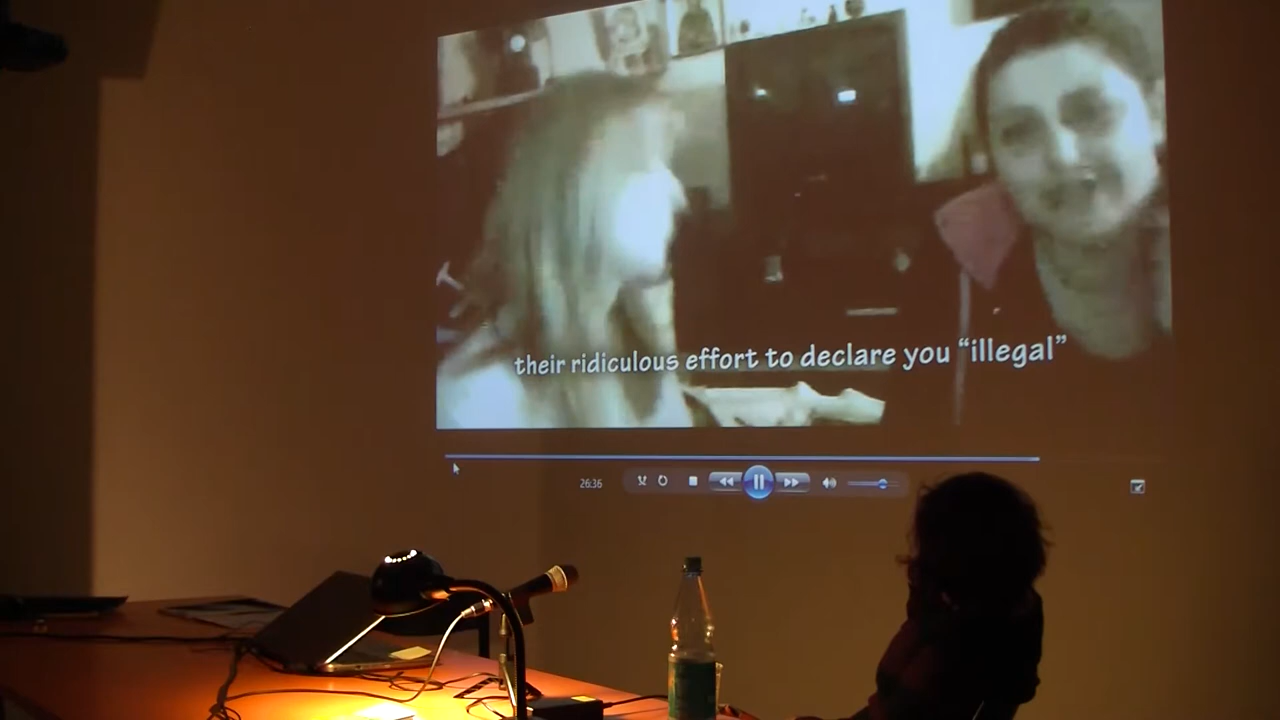 their ridiculous effort to declare you “illegal”
26:36